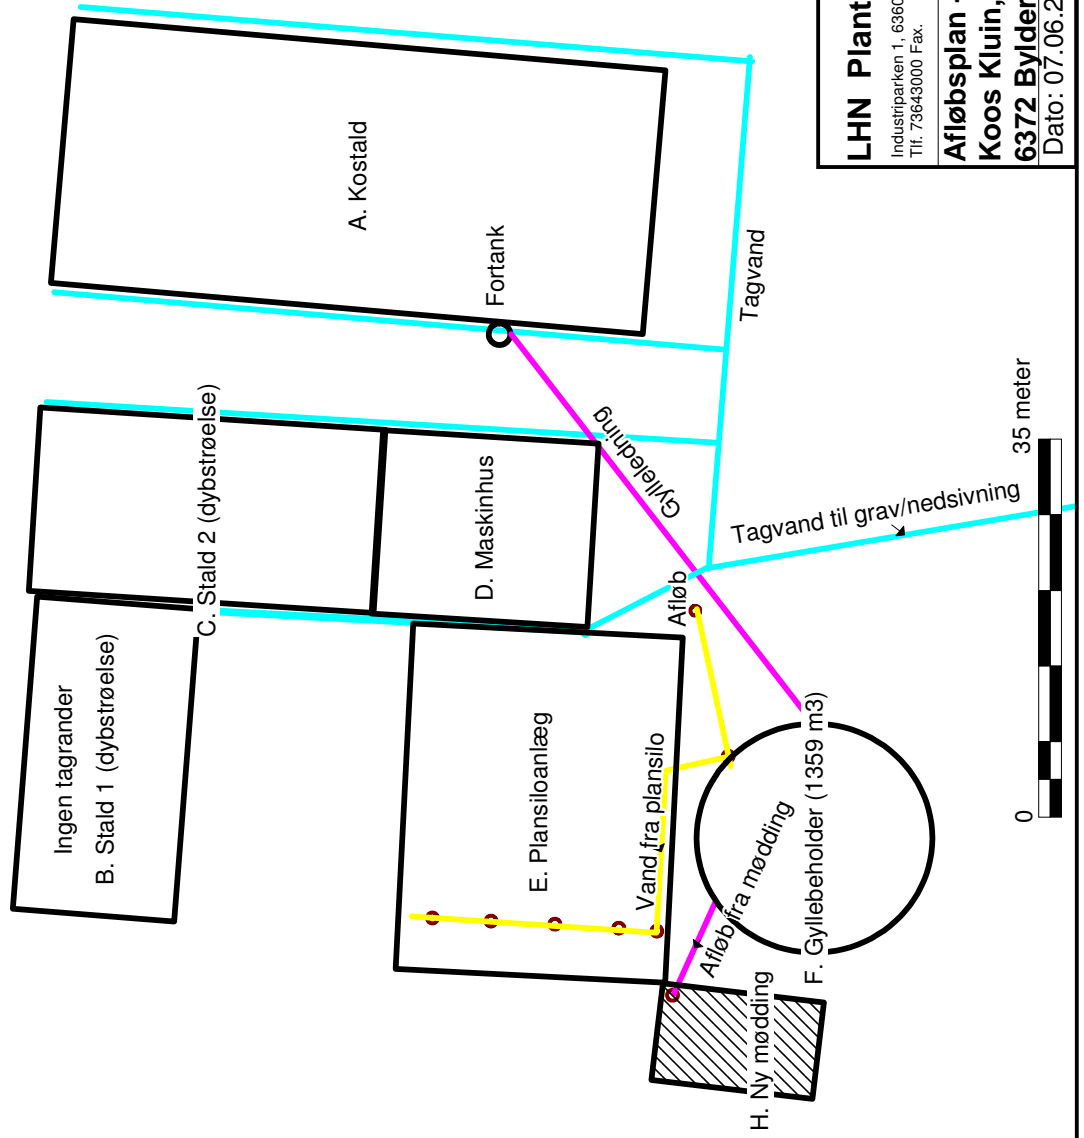 Ingen tagrander
B. Stald 1 (dybstrøelse)
C. Stald 2 (dybstrøelse)
A. Kostald
Fortank
D. Maskinhus
Gylleledning
Tagvand
Tagvand til grav/nedsivning
Afløb
E. Plansiloanlæg
Vand fra plansilo
Afløb fra mødding
F. Gyllebeholder (1359 m3)
H. Ny mødding
0
35 meter
LHN Plant
Industriparken 1, 6360
Tlf. 73643000 Fax.
Afløbsplan -
Koos Kluin,
6372 Bylder
Dato: 07.06.2